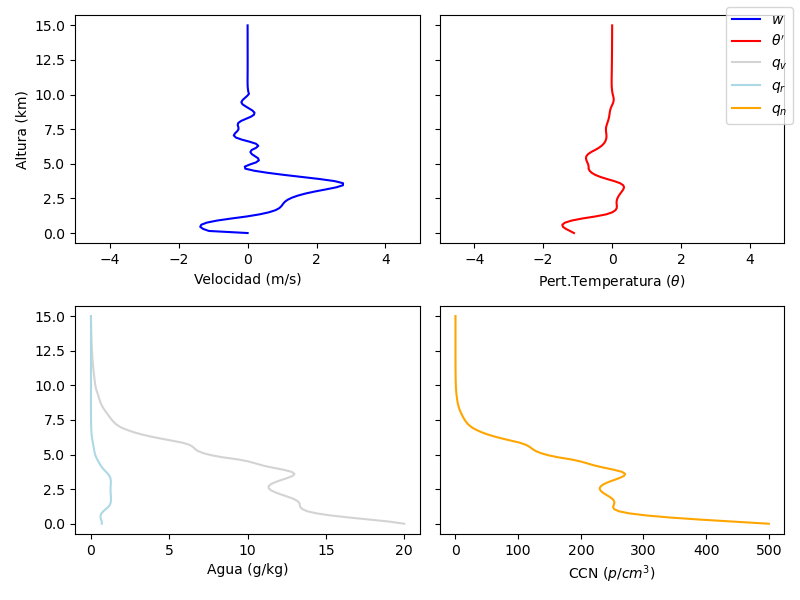 15.0
12.5
10.0
7.5
5.0
2.5
0.0
Altura (km)
−4 −2 0 2 4
Velocidad (m/s)
−4 −2 0 2 4
Pert.Temperatura (θ)
w
θ′
q_v
q_r
q_n
15.0
12.5
10.0
7.5
5.0
2.5
0.0
0 5 10 15 20
Agua (g/kg)
0 100 200 300 400 500
CCN (p/cm³)